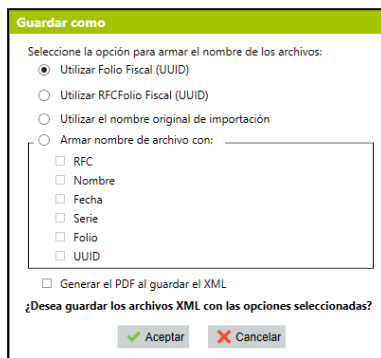 Guardar como
Seleccione la opción para armar el nombre de los archivos:
Utilizar Folio Fiscal (UUID)
Utilizar RFCFolio Fiscal (UUID)
Utilizar el nombre original de importación
Armar nombre de archivo con:
RFC
Nombre
Fecha
Serie
Folio
UUID
Generar el PDF al guardar el XML
¿Desea guardar los archivos XML con las opciones seleccionadas?
Aceptar Cancelar